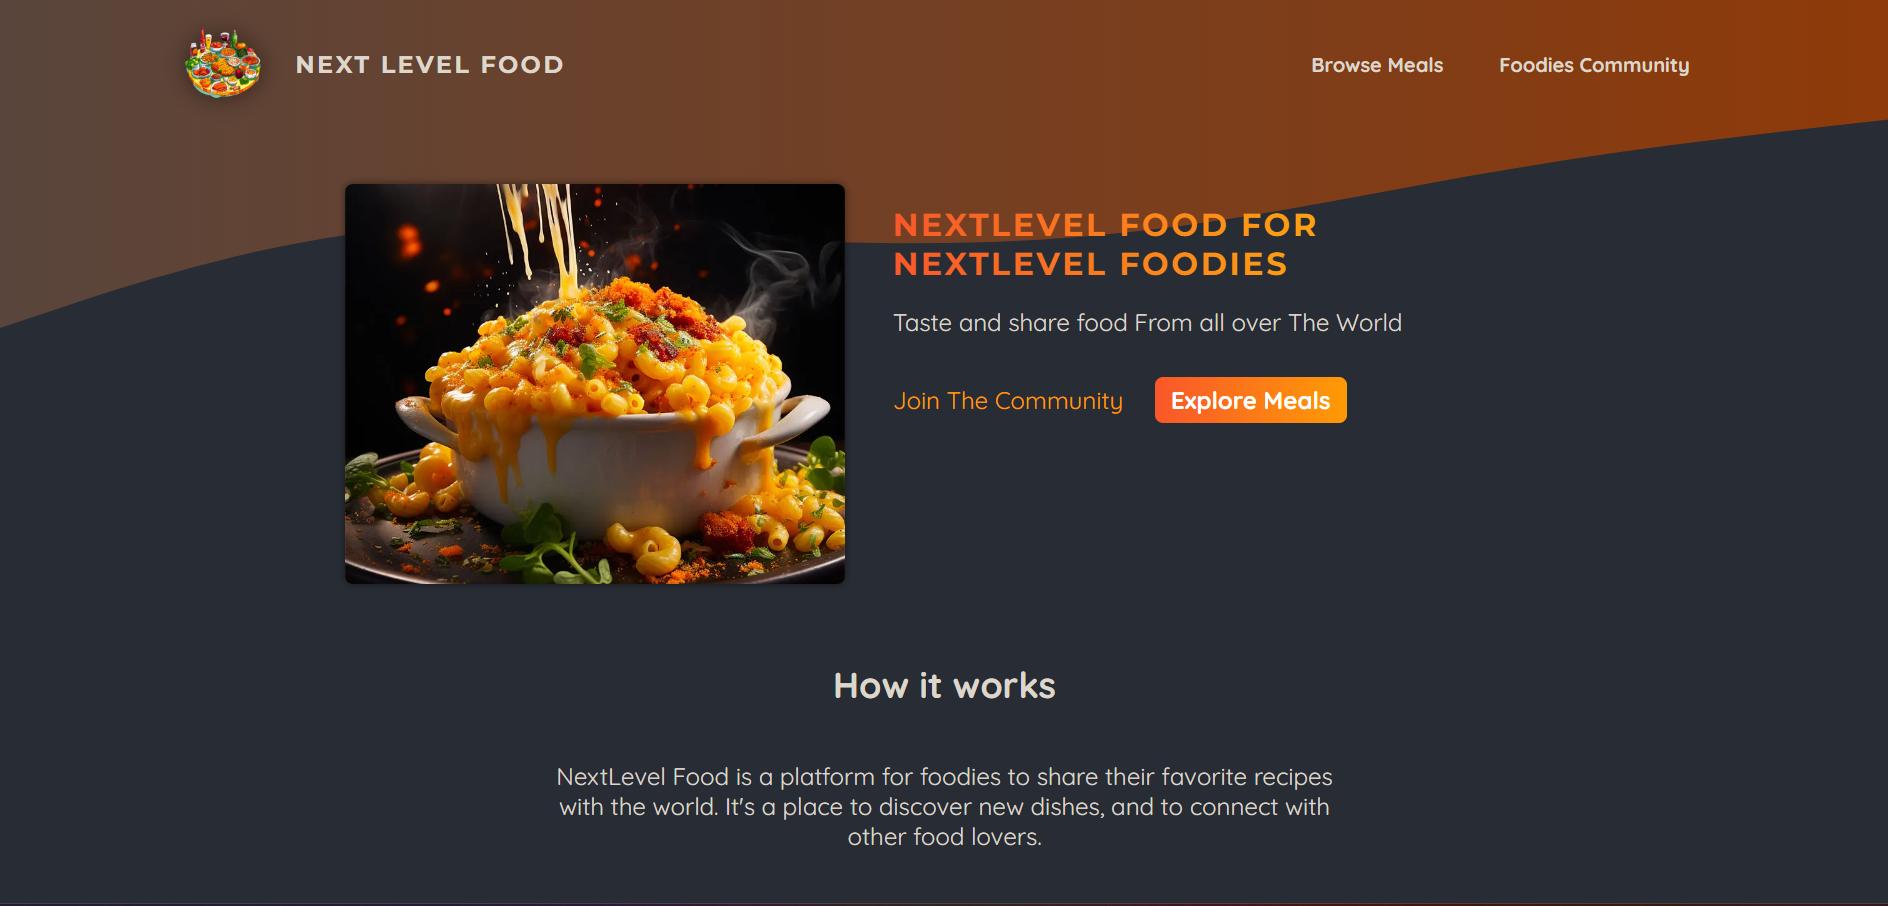 NEXT LEVEL FOOD
Browse Meals
Foodies Community
NEXTLEVEL FOOD FOR
NEXTLEVEL FOODIES
Taste and share food From all over The World
Join The Community
Explore Meals
How it works
NextLevel Food is a platform for foodies to share their favorite recipes
with the world. It's a place to discover new dishes, and to connect with
other food lovers.